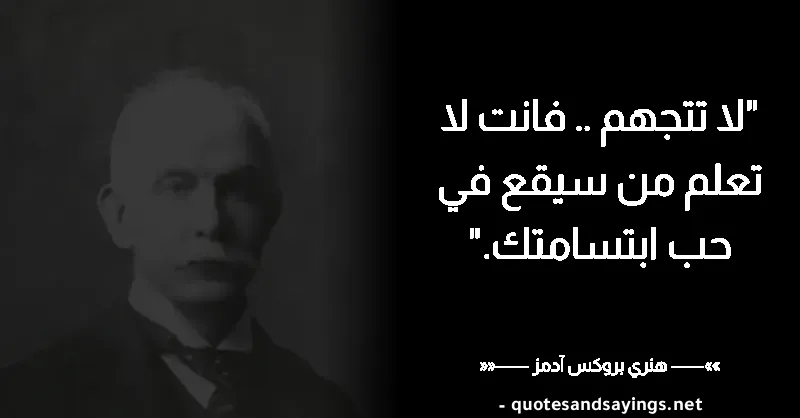 "لا تتجهم .. فانت لا
تعلم من سيقع في
حب ابتسامتك."
»»—— هنري بروكس آدمز ——««
- quotesandsayings.net